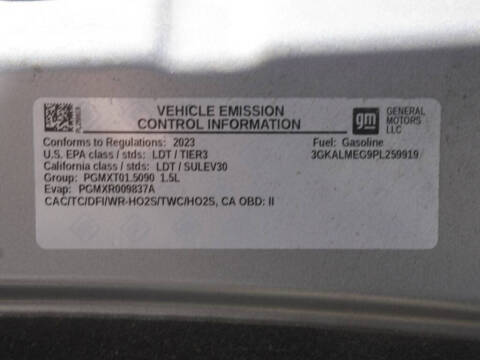 VEHICLE EMISSION
CONTROL INFORMATION
gm
GENERAL
MOTORS
LLC
Conforms to Regulations: 2023
Fuel: Gasoline
U.S. EPA class / stds: LDT / TIER3
3GKALMEG9PL259919
California class / stds: LDT / SULEV30
Group: PGMXT01.5090 1.5L
Evap: PGMXR009837A
CAC/TC/DFI/WR-HO2S/TWC/HO2S, CA OBD: II